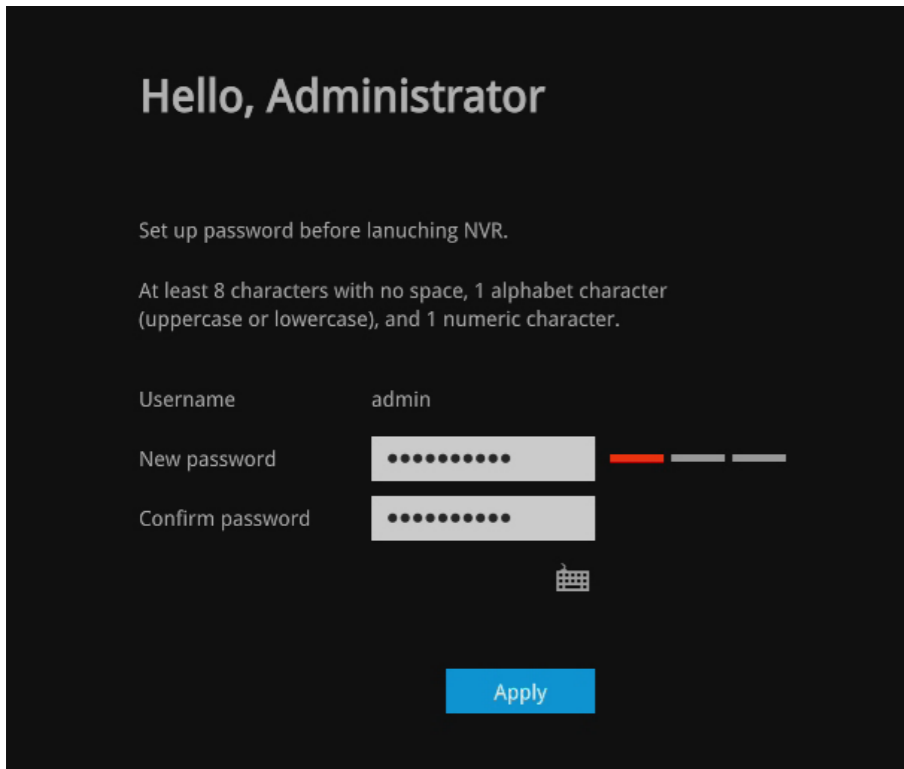 Hello, Administrator
Set up password before lanuching NVR.
At least 8 characters with no space, 1 alphabet character
(uppercase or lowercase), and 1 numeric character.
Username admin
New password ●●●●●●●●●●
Confirm password ●●●●●●●●●●
Apply